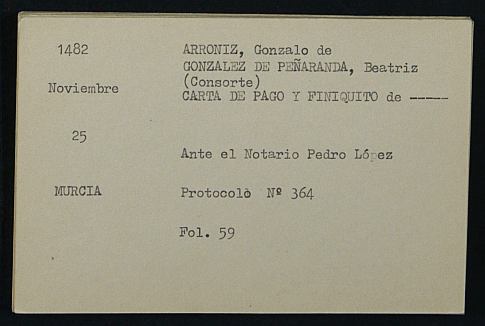 1482 ARRONIZ, Gonzalo de
GONZALEZ DE PEÑARANDA, Beatriz
Noviembre (Consorte)
CARTA DE PAGO Y FINIQUITO de -----
25
Ante el Notario Pedro López
MURCIA Protocolò Nº 364
Fol. 59